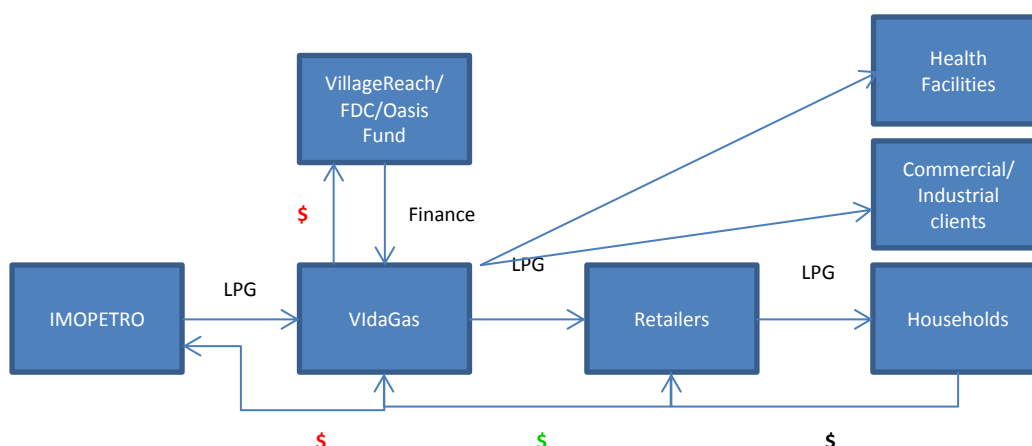 Health
Facilities
VillageReach/
FDC/Oasis
Fund
Commercial/
Industrial
clients
$
Finance
LPG
LPG
LPG
IMOPETRO
VIdaGas
Retailers
Households
$
$
$